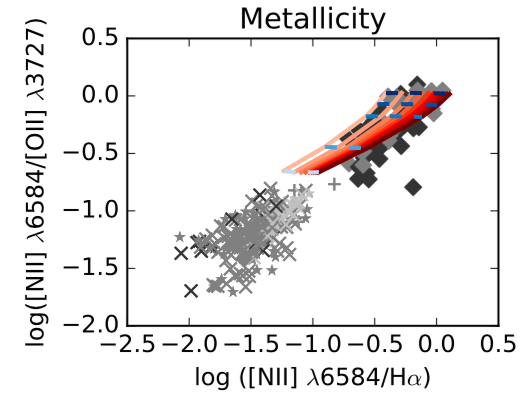 Metallicity
log([NII] λ6584/[OII] λ3727)
0.5
0.0
−0.5
−1.0
−1.5
−2.0
−2.5 −2.0 −1.5 −1.0 −0.5 0.0 0.5
log ([NII] λ6584/Hα)